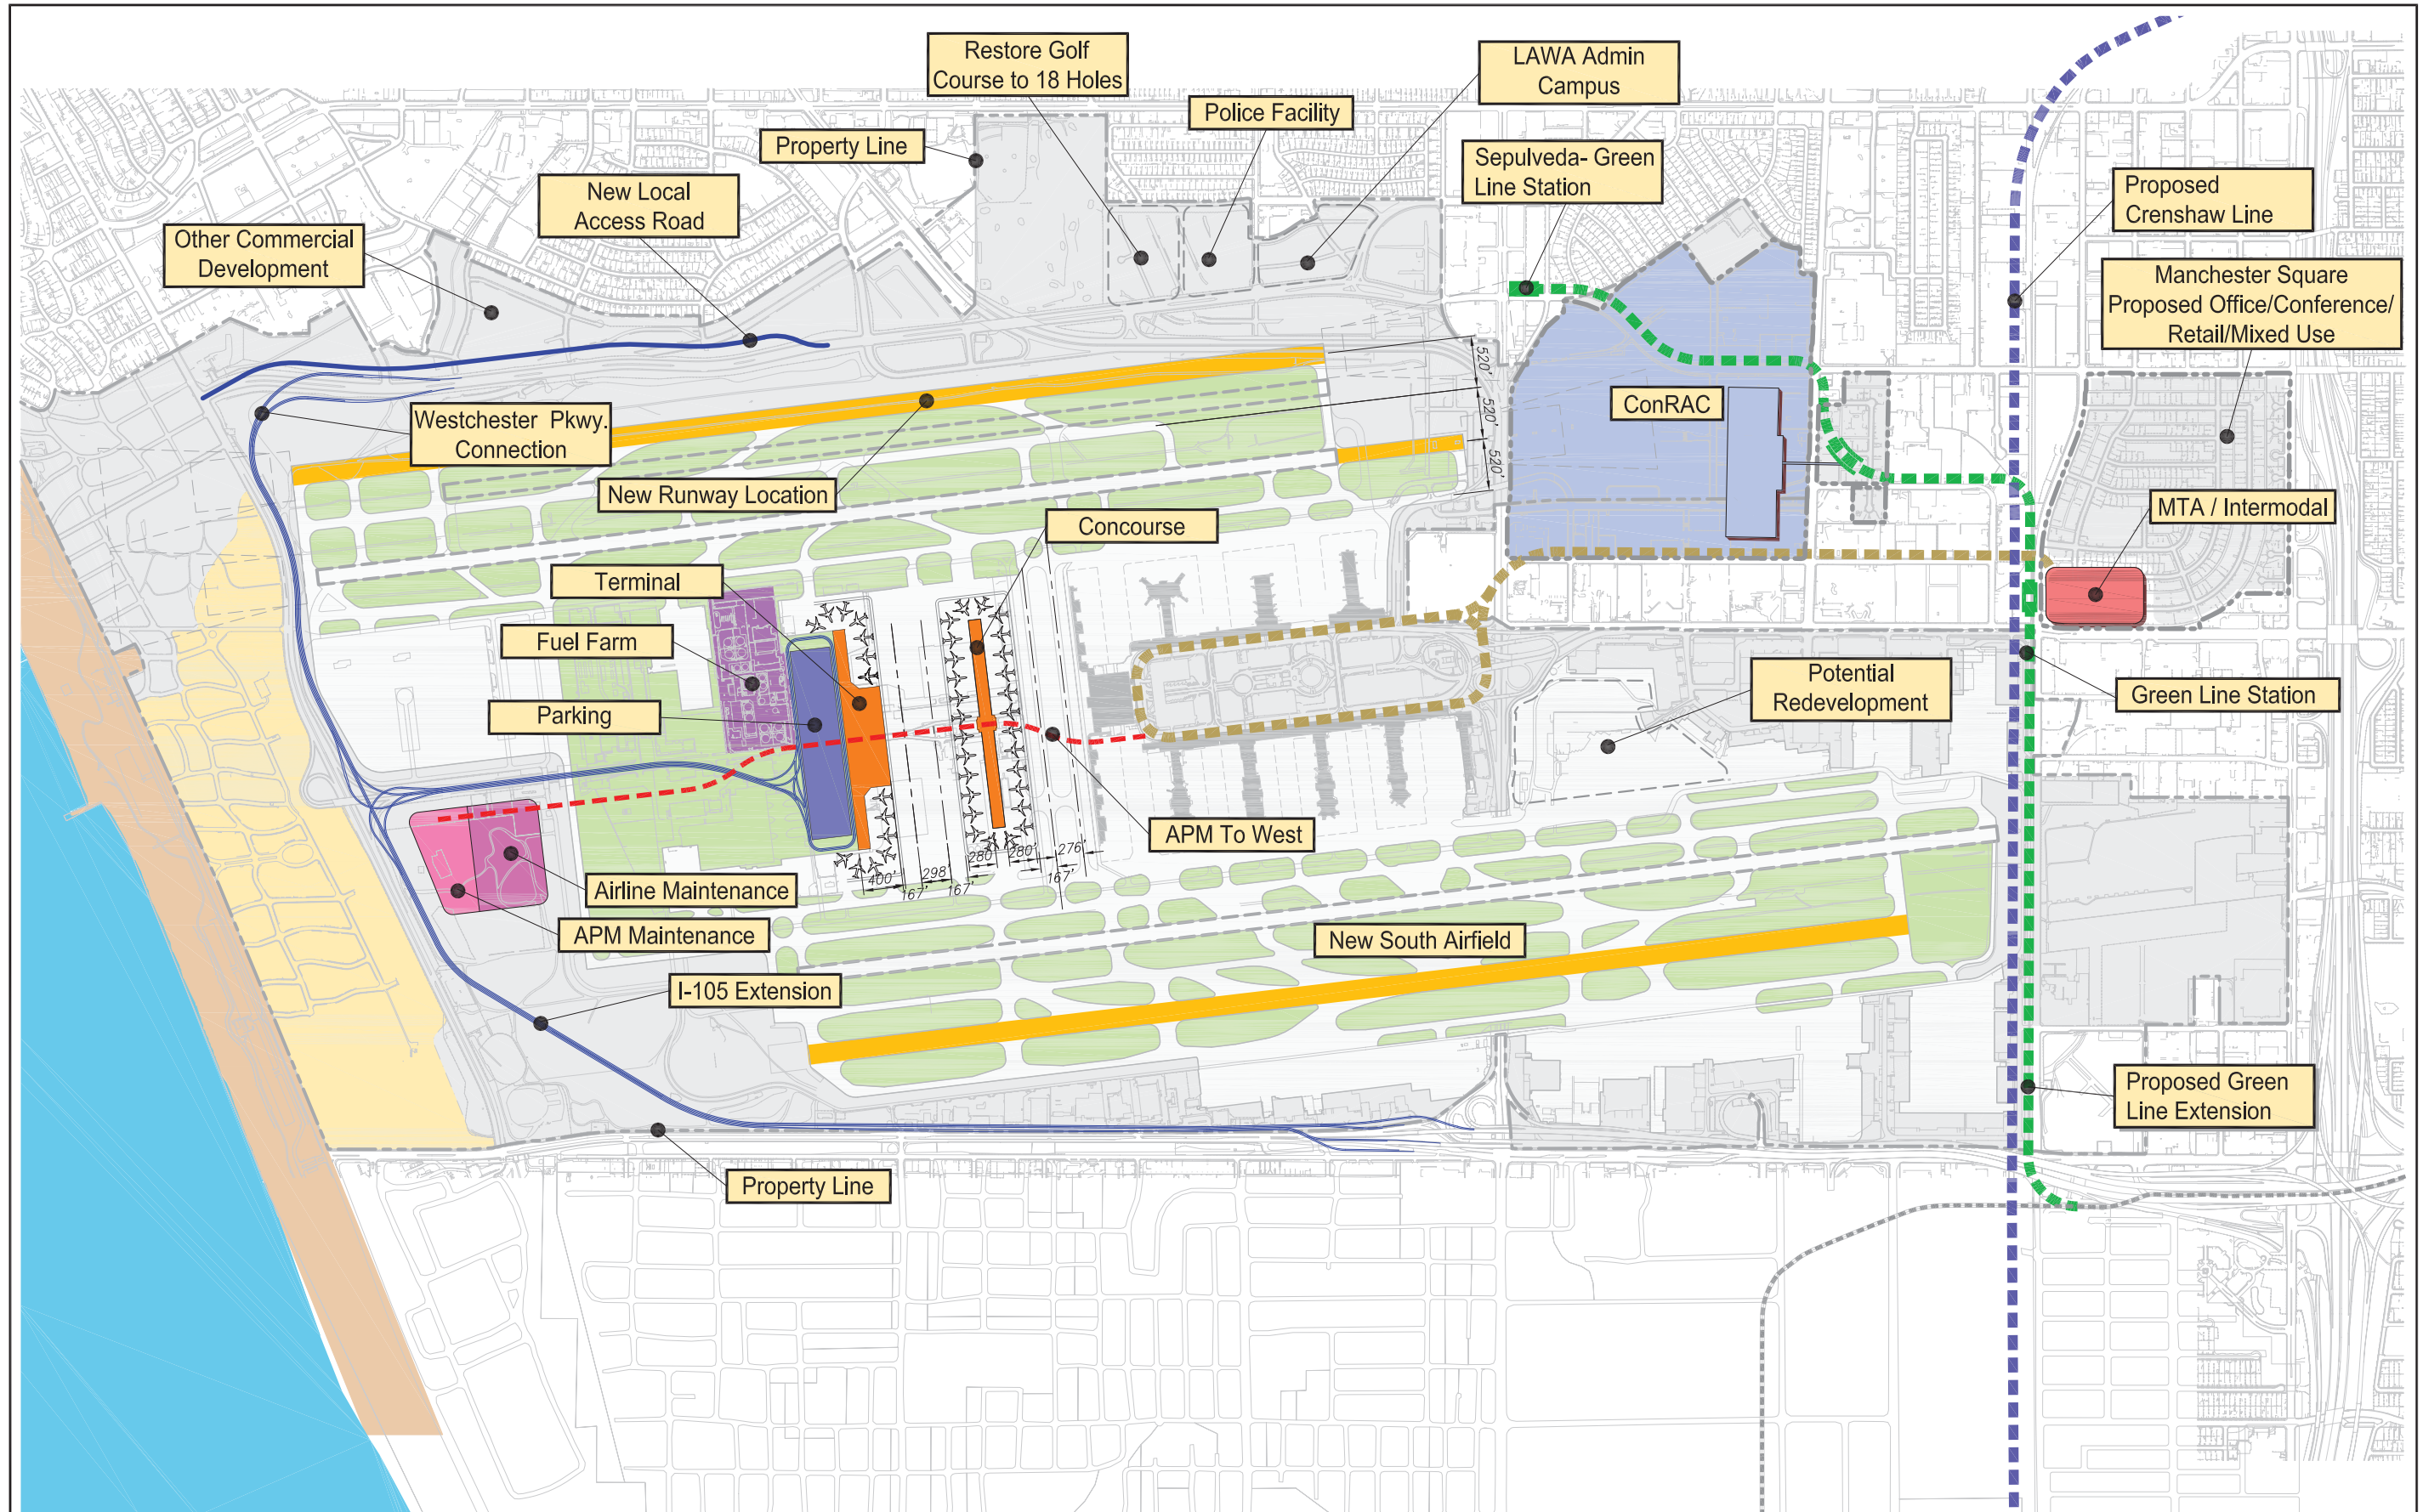 Restore Golf
Course to 18 Holes
LAWA Admin
Campus
Police Facility
Property Line
Sepulveda- Green
Line Station
New Local
Access Road
Proposed
Crenshaw Line
Other Commercial
Development
Manchester Square
Proposed Office/Conference/
Retail/Mixed Use
520'
520'
520'
ConRAC
Westchester Pkwy.
Connection
New Runway Location
MTA / Intermodal
Concourse
Terminal
Fuel Farm
Parking
Potential
Redevelopment
Green Line Station
APM To West
400'
167'
298'
167'
280'
280'
167'
276'
Airline Maintenance
APM Maintenance
New South Airfield
I-105 Extension
Proposed Green
Line Extension
Property Line